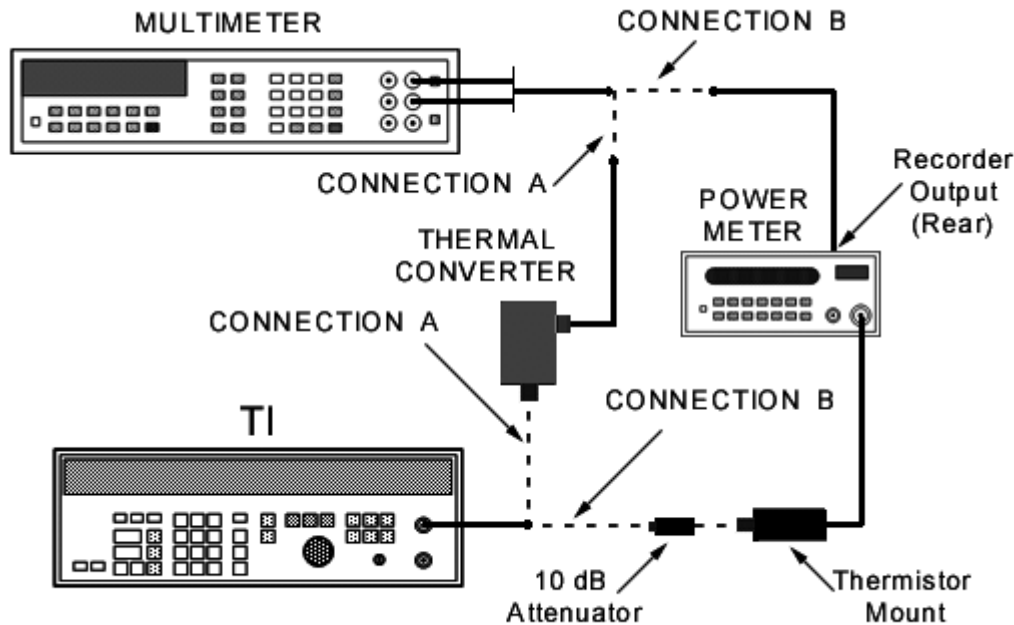 MULTIMETER
CONNECTION B
CONNECTION A
Recorder
Output
(Rear)
POWER
METER
THERMAL
CONVERTER
CONNECTION A
CONNECTION B
TI
10 dB
Attenuator
Thermistor
Mount